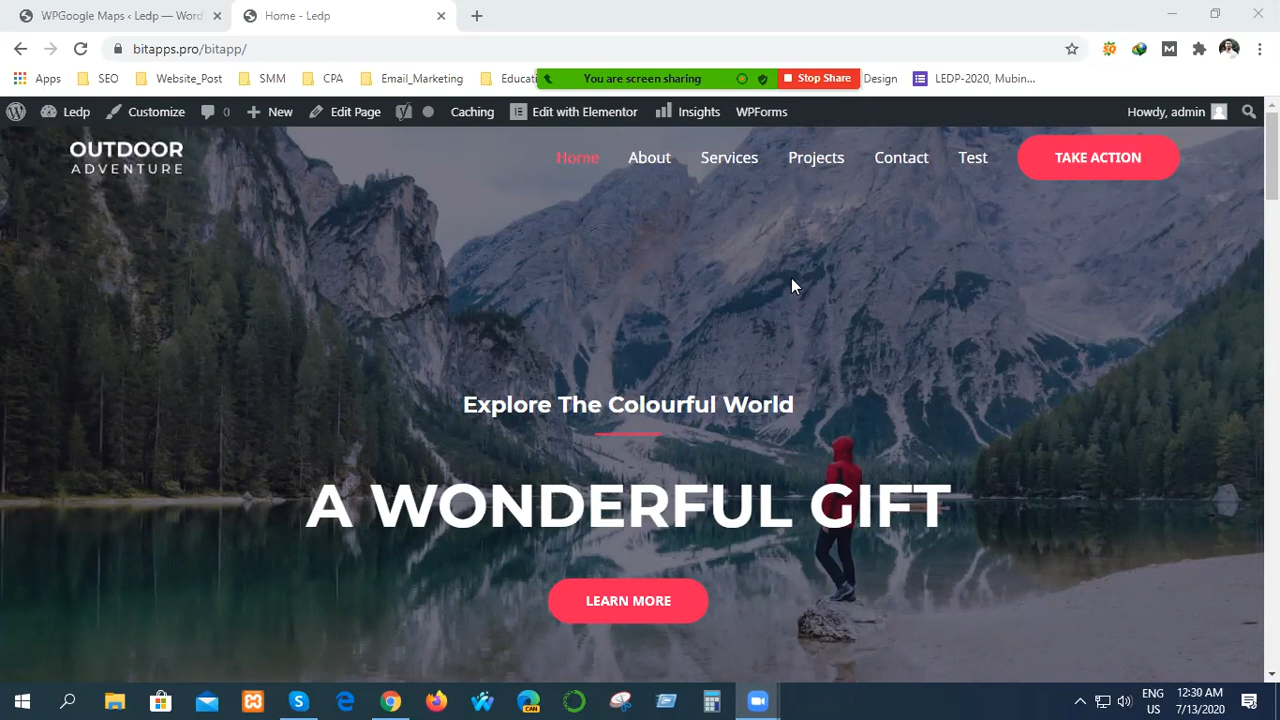 WPGoogle Maps ‹ Ledp — Word
Home - Ledp
bitapps.pro/bitapp/
Apps
SEO
Website_Post
SMM
CPA
Email_Marketing
Educati
You are screen sharing
Stop Share
Design
LEDP-2020, Mubin...
Ledp
Customize
0
New
Edit Page
Caching
Edit with Elementor
Insights
WPForms
Howdy, admin
OUTDOOR
ADVENTURE
Home
About
Services
Projects
Contact
Test
TAKE ACTION
Explore The Colourful World
A WONDERFUL GIFT
LEARN MORE
CAN
ENG
US
12:30 AM
7/13/2020